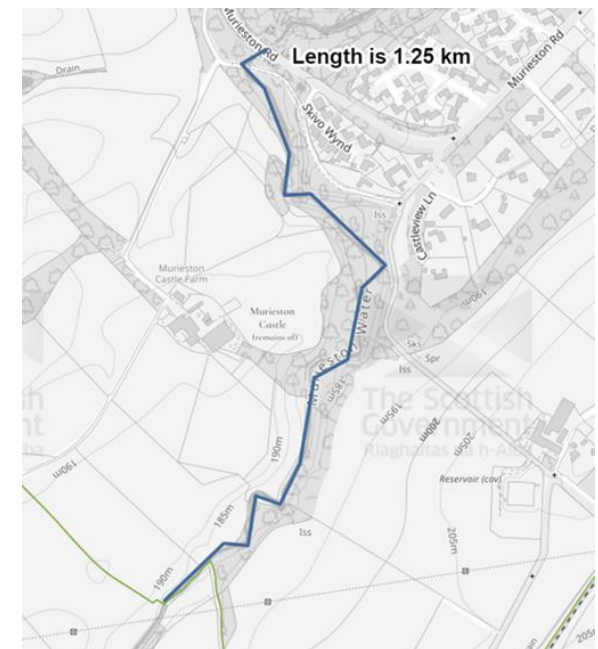 Murieston Rd
Length is 1.25 km
Murieston Rd
Drain
Skivo Wynd
Iss
Castleview Ln
Murieston
Castle Farm
Murieston
Castle
(remains of)
Murieston Water
190m
Sks
Spr
Iss
185m
The Scottish
Government
Riaghaltas na h-Alba
195m
200m
205m
190m
190m
Reservoir (cov)
185m
Iss
205m
190m
205m